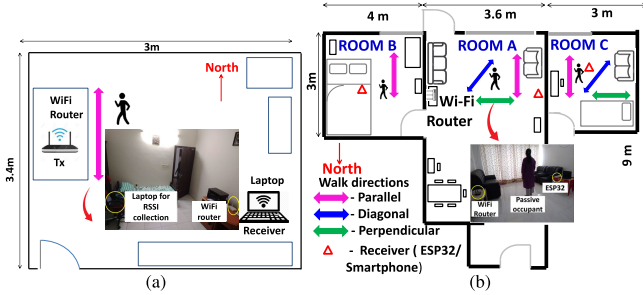 3m
North
WiFi
Router
Tx
3.4m
Laptop for
RSSI
collection
WiFi
router
Laptop
Receiver
(a)
4 m
3.6 m
3 m
3m
ROOM B
ROOM A
ROOM C
Wi-Fi
Router
9 m
North
Walk directions
- Parallel
- Diagonal
- Perpendicular
- Receiver ( ESP32/
Smartphone)
WiFi
Router
Passive
occupant
ESP32
(b)